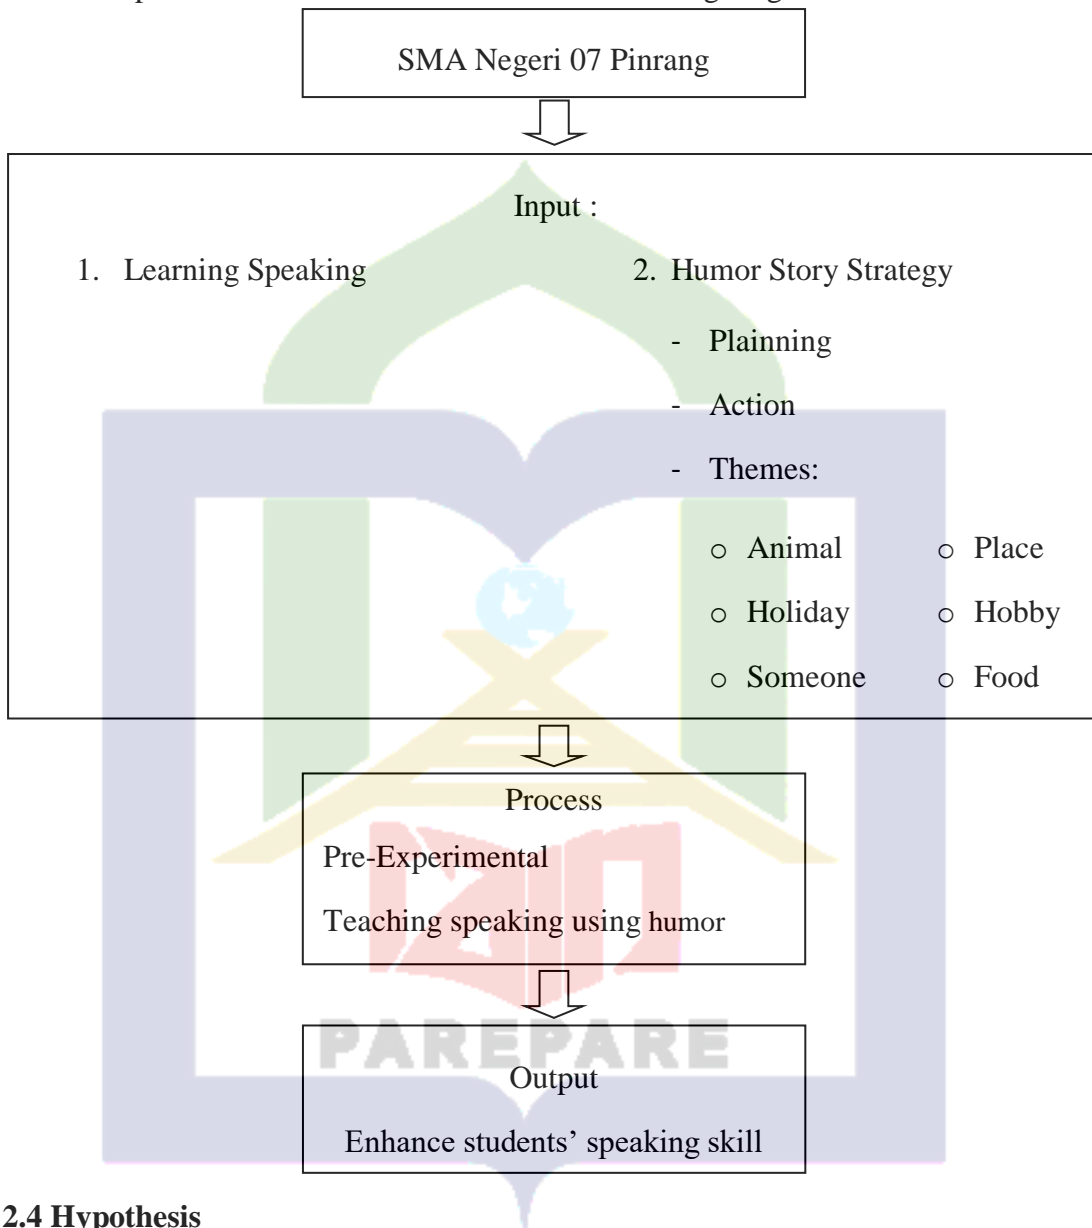 SMA Negeri 07 Pinrang
Input :
1. Learning Speaking
2. Humor Story Strategy
- Plainning
- Action
- Themes:
o Animal o Place
o Holiday o Hobby
o Someone o Food
Process
Pre-Experimental
Teaching speaking using humor
PAREPARE
Output
Enhance students’ speaking skill
2.4 Hypothesis